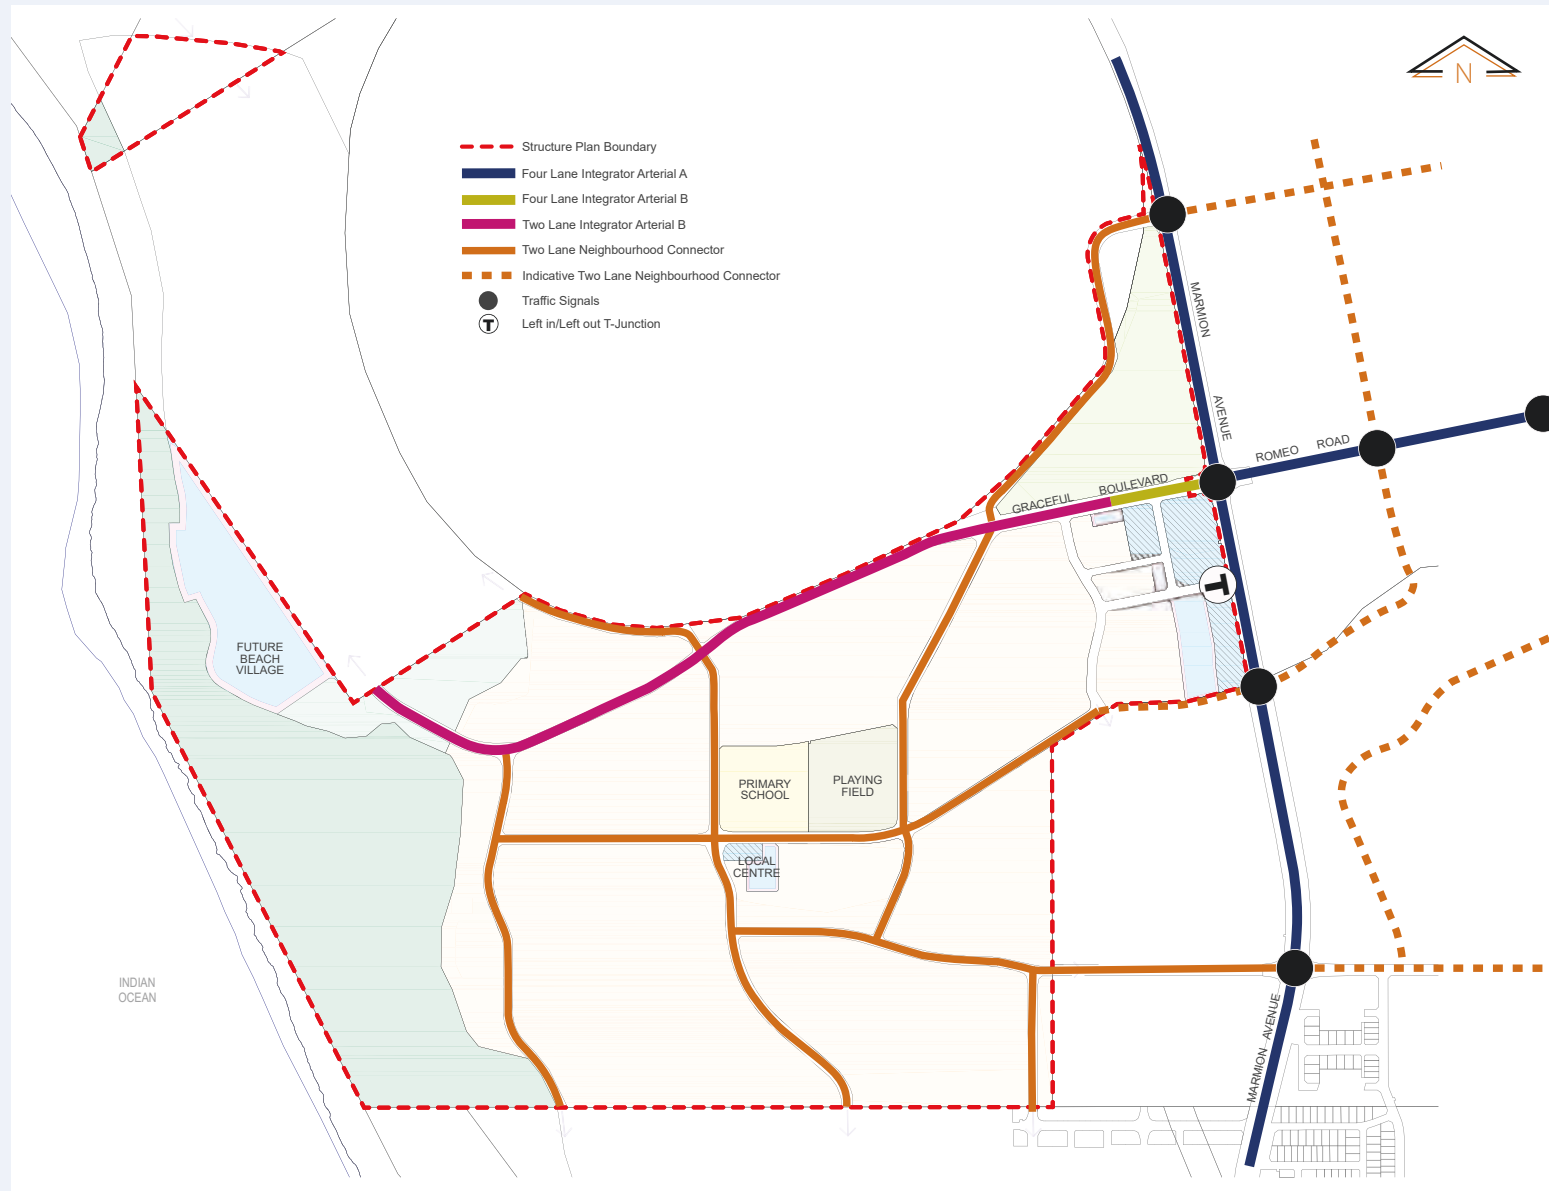 N
Structure Plan Boundary
Four Lane Integrator Arterial A
Four Lane Integrator Arterial B
Two Lane Integrator Arterial B
Two Lane Neighbourhood Connector
Indicative Two Lane Neighbourhood Connector
Traffic Signals
T
Left in/Left out T-Junction
MARMION AVENUE
ROMEO ROAD
GRACEFUL BOULEVARD
T
FUTURE
BEACH
VILLAGE
PRIMARY
SCHOOL
PLAYING
FIELD
LOCAL
CENTRE
INDIAN
OCEAN
MARMION AVENUE